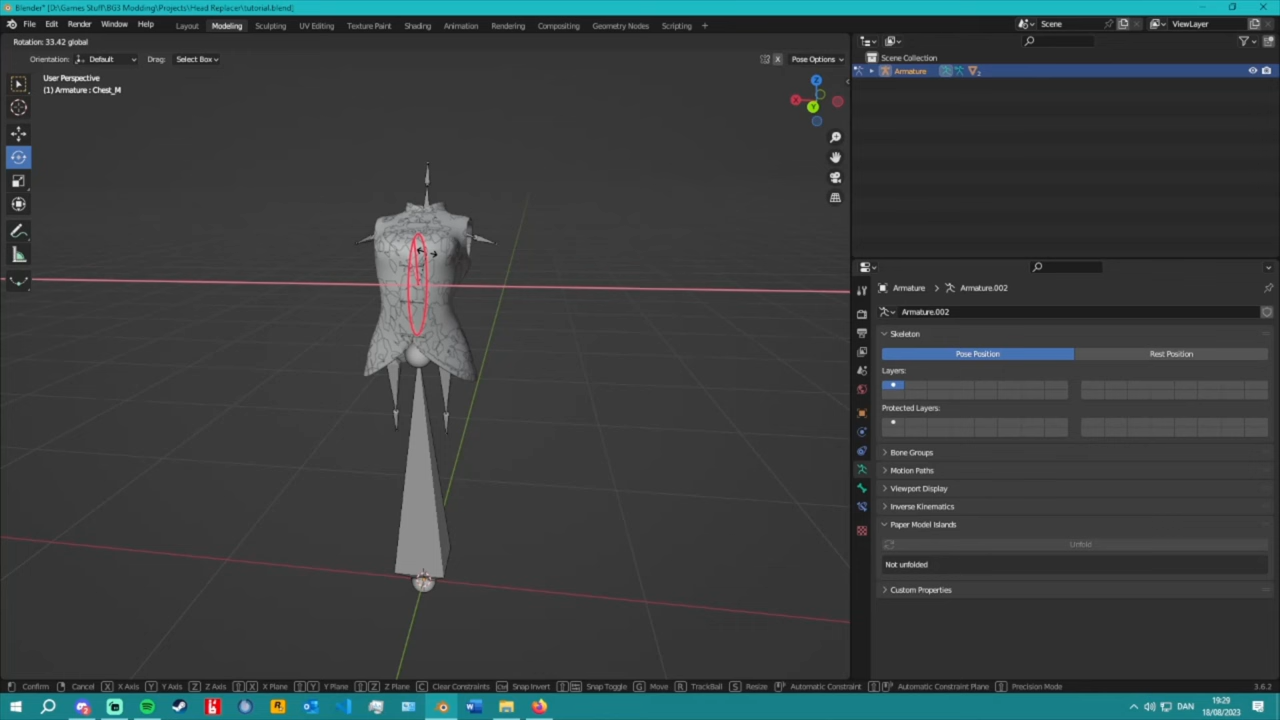 Blender* [D:\Games Stuff\BG3 Modding\Projects\Head Replacer\tutorial.blend]
File Edit Render Window Help Layout Modeling Sculpting UV Editing Texture Paint Shading Animation Rendering Compositing Geometry Nodes Scripting + Scene ViewLayer
Rotation: 33.42 global
Orientation: Default Drag: Select Box X Pose Options
User Perspective
(1) Armature : Chest_M
Z
X
Y
Scene Collection
Armature 2
Armature Armature.002
Armature.002
Skeleton
Pose Position Rest Position
Layers:
Protected Layers:
Bone Groups
Motion Paths
Viewport Display
Inverse Kinematics
Paper Model Islands
Unfold
Not unfolded
Custom Properties
Confirm Cancel X X Axis Y Y Axis Z Z Axis X X Plane Y Y Plane Z Z Plane C Clear Constraints Ctrl Snap Invert Snap Toggle G Move R TrackBall S Resize Automatic Constraint Automatic Constraint Plane Precision Mode 3.6.2
DAN 19:29
18/08/2023